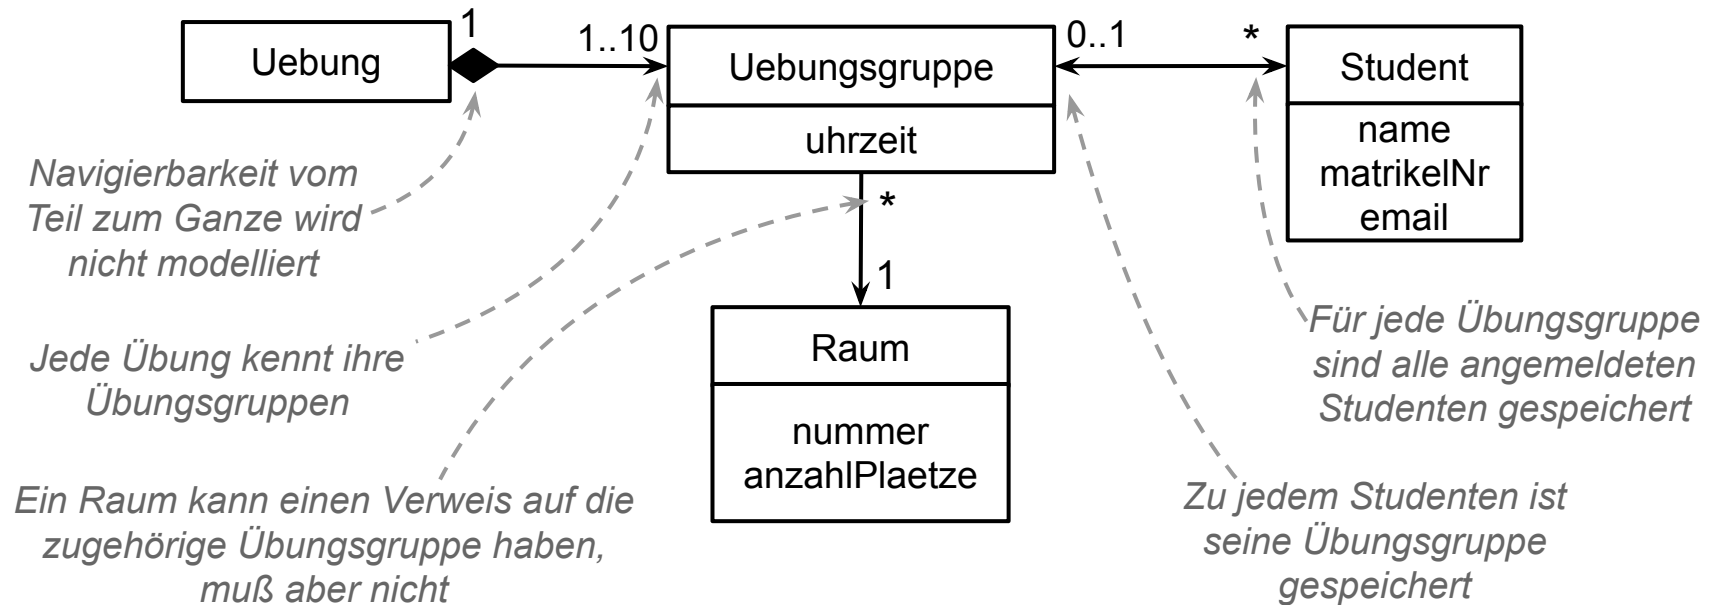 1
1..10
0..1
*
Uebung
Uebungsgruppe
Student
uhrzeit
name
matrikelNr
email
Navigierbarkeit vom
Teil zum Ganze wird
nicht modelliert
*
1
Raum
nummer
anzahlPlaetze
Jede Übung kennt ihre
Übungsgruppen
Für jede Übungsgruppe
sind alle angemeldeten
Studenten gespeichert
Ein Raum kann einen Verweis auf die
zugehörige Übungsgruppe haben,
muß aber nicht
Zu jedem Studenten ist
seine Übungsgruppe
gespeichert